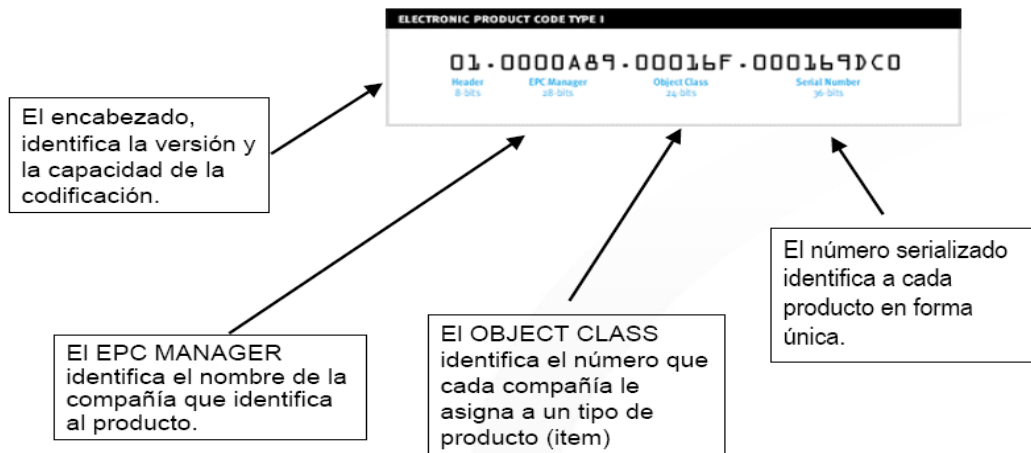 ELECTRONIC PRODUCT CODE TYPE I
01.0000A89.00016F.000169DC0
Header EPC Manager Object Class Serial Number
8-bits 28-bits 24-bits 36-bits
El encabezado,
identifica la versión y
la capacidad de la
codificación.
El EPC MANAGER
identifica el nombre de la
compañía que identifica
al producto.
El OBJECT CLASS
identifica el número que
cada compañía le
asigna a un tipo de
producto (item)
El número serializado
identifica a cada
producto en forma
única.